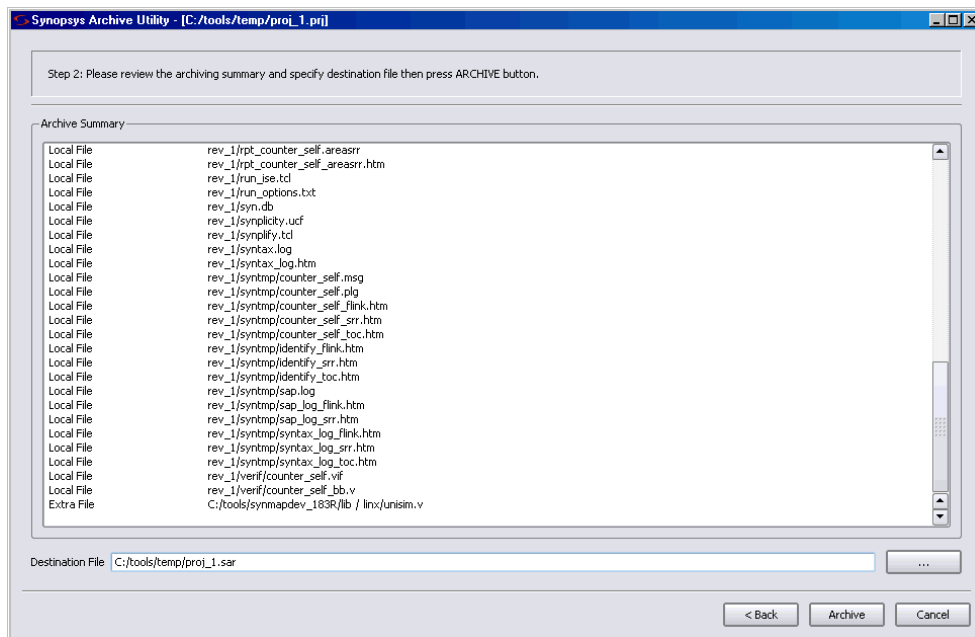 Synopsys Archive Utility - [C:/tools/temp/proj_1.prj]
Step 2: Please review the archiving summary and specify destination file then press ARCHIVE button.
Archive Summary
Local File rev_1/rpt_counter_self.areasrr
Local File rev_1/rpt_counter_self_areasrr.htm
Local File rev_1/run_ise.tcl
Local File rev_1/run_options.txt
Local File rev_1/syn.db
Local File rev_1/synplicity.ucf
Local File rev_1/synplify.tcl
Local File rev_1/syntax.log
Local File rev_1/syntax_log.htm
Local File rev_1/syntmp/counter_self.msg
Local File rev_1/syntmp/counter_self.plg
Local File rev_1/syntmp/counter_self_flink.htm
Local File rev_1/syntmp/counter_self_srr.htm
Local File rev_1/syntmp/counter_self_toc.htm
Local File rev_1/syntmp/identify_flink.htm
Local File rev_1/syntmp/identify_srr.htm
Local File rev_1/syntmp/identify_toc.htm
Local File rev_1/syntmp/sap.log
Local File rev_1/syntmp/sap_log_flink.htm
Local File rev_1/syntmp/sap_log_srr.htm
Local File rev_1/syntmp/syntax_log_flink.htm
Local File rev_1/syntmp/syntax_log_srr.htm
Local File rev_1/syntmp/syntax_log_toc.htm
Local File rev_1/verif/counter_self.vif
Local File rev_1/verif/counter_self_bb.v
Extra File C:/tools/synmapdev_183R/lib / linx/unisim.v
Destination File C:/tools/temp/proj_1.sar ...
< Back Archive Cancel